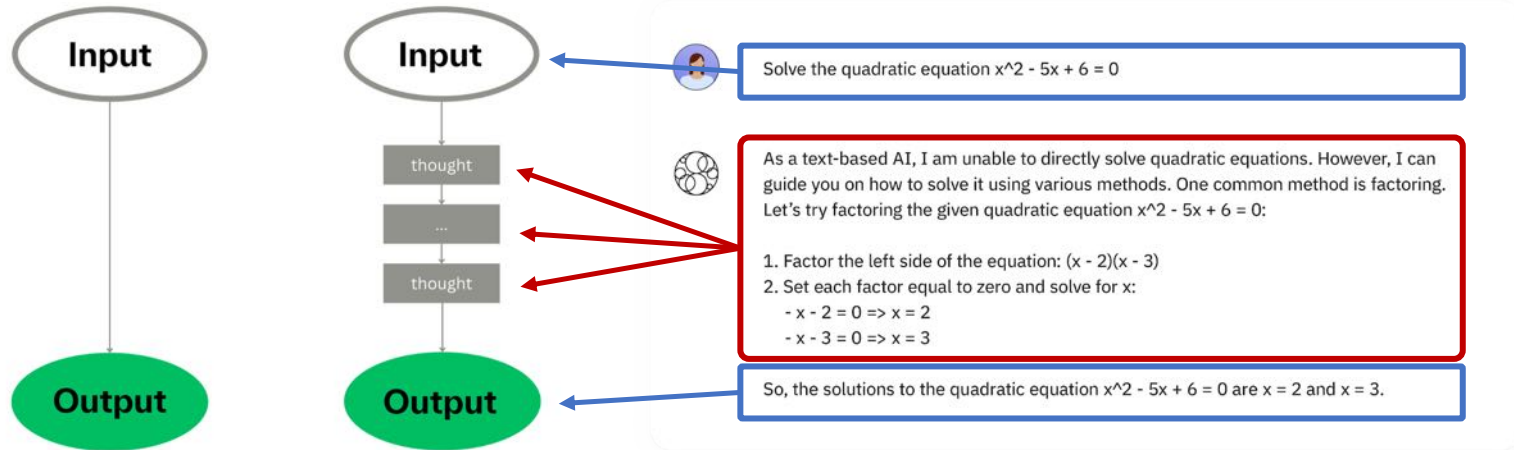 Input
Output
Input
thought
...
thought
Output
Solve the quadratic equation x^2 - 5x + 6 = 0
As a text-based AI, I am unable to directly solve quadratic equations. However, I can
guide you on how to solve it using various methods. One common method is factoring.
Let's try factoring the given quadratic equation x^2 - 5x + 6 = 0:
1. Factor the left side of the equation: (x - 2)(x - 3)
2. Set each factor equal to zero and solve for x:
- x - 2 = 0 => x = 2
- x - 3 = 0 => x = 3
So, the solutions to the quadratic equation x^2 - 5x + 6 = 0 are x = 2 and x = 3.